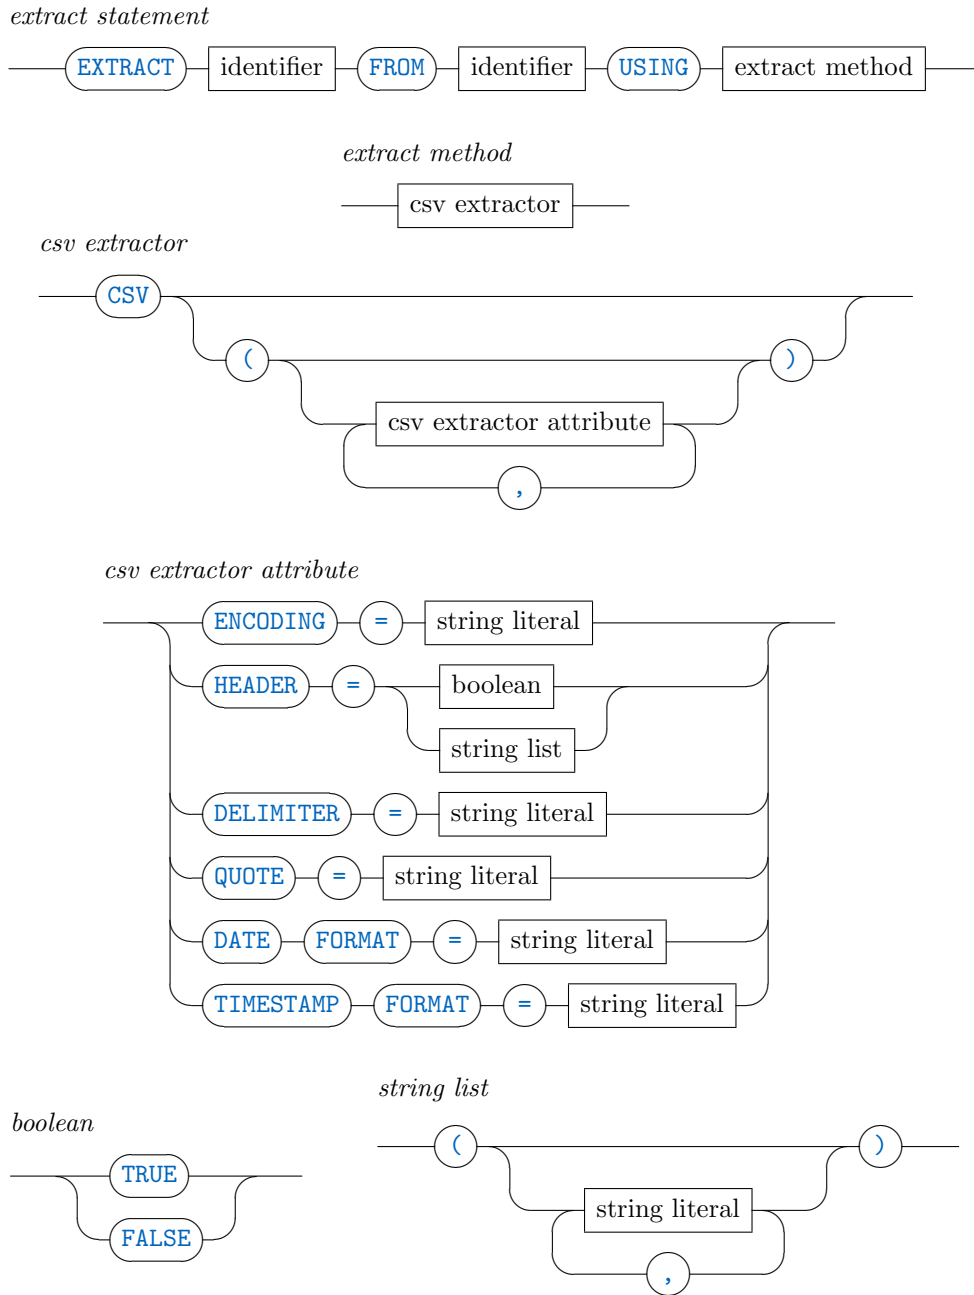 extract statement
EXTRACT identifier FROM identifier USING extract method
extract method
csv extractor
csv extractor
CSV
( )
csv extractor attribute
,
csv extractor attribute
ENCODING = string literal
HEADER = boolean
string list
DELIMITER = string literal
QUOTE = string literal
DATE FORMAT = string literal
TIMESTAMP FORMAT = string literal
boolean
TRUE
FALSE
string list
( )
string literal
,